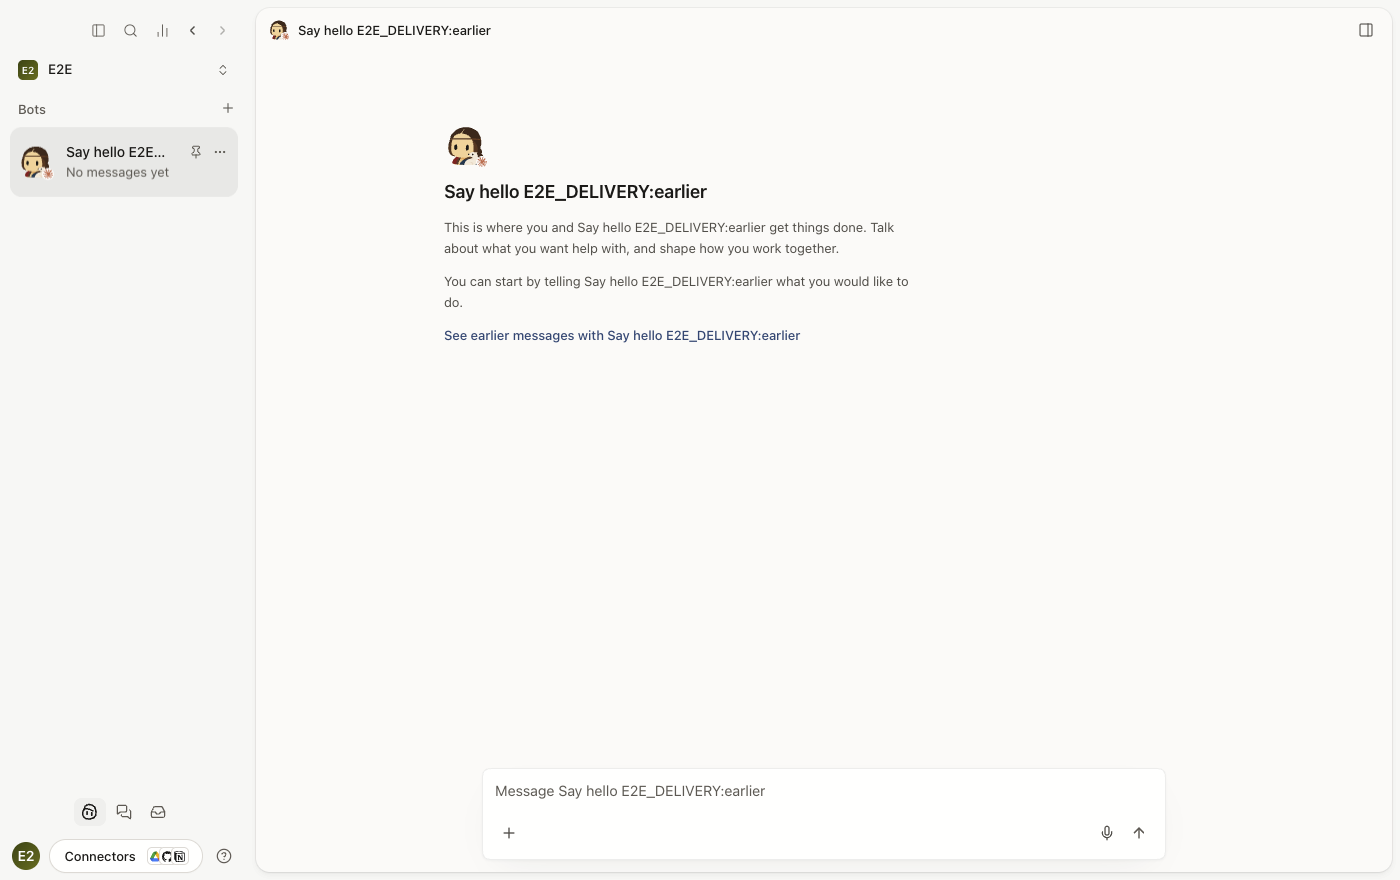 Say hello E2E_DELIVERY:earlier
E2 E2E
Bots
Say hello E2E...
No messages yet
Say hello E2E_DELIVERY:earlier
This is where you and Say hello E2E_DELIVERY:earlier get things done. Talk
about what you want help with, and shape how you work together.
You can start by telling Say hello E2E_DELIVERY:earlier what you would like to
do.
See earlier messages with Say hello E2E_DELIVERY:earlier
Message Say hello E2E_DELIVERY:earlier
E2 Connectors